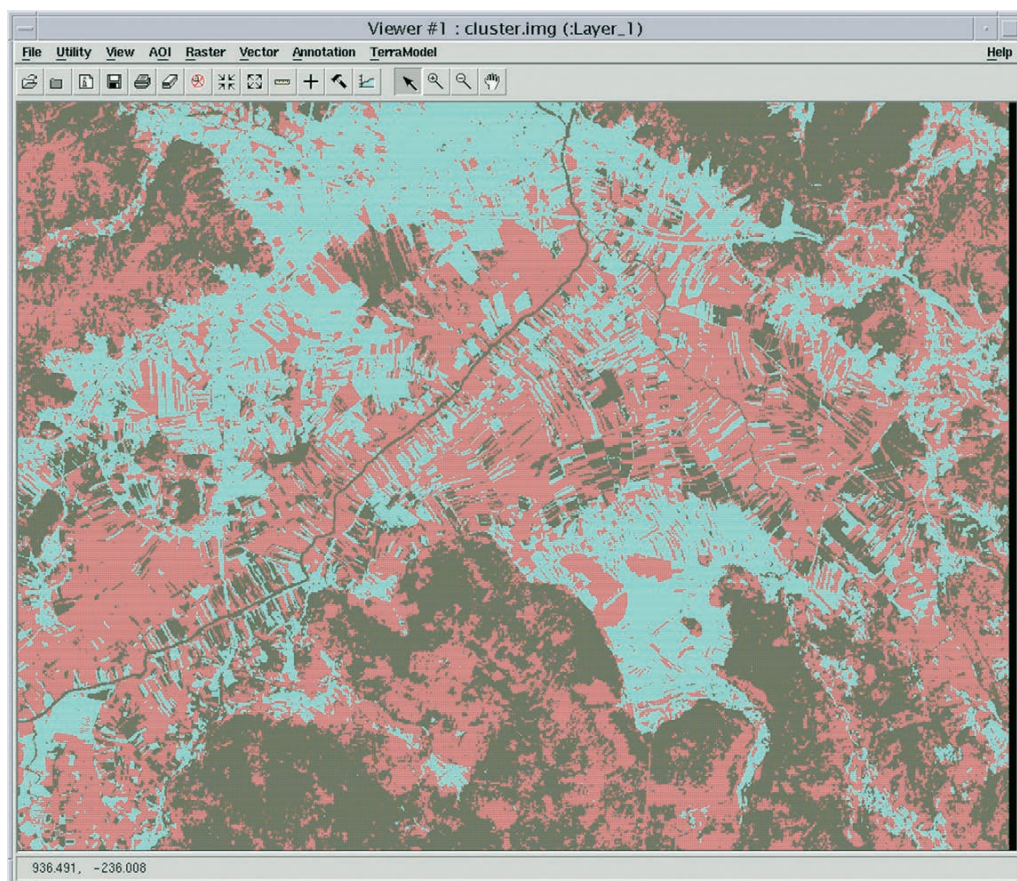 Viewer #1 : cluster.img (:Layer_1)
File Utility View AOI Raster Vector Annotation TerraModel Help
936.491, -236.008